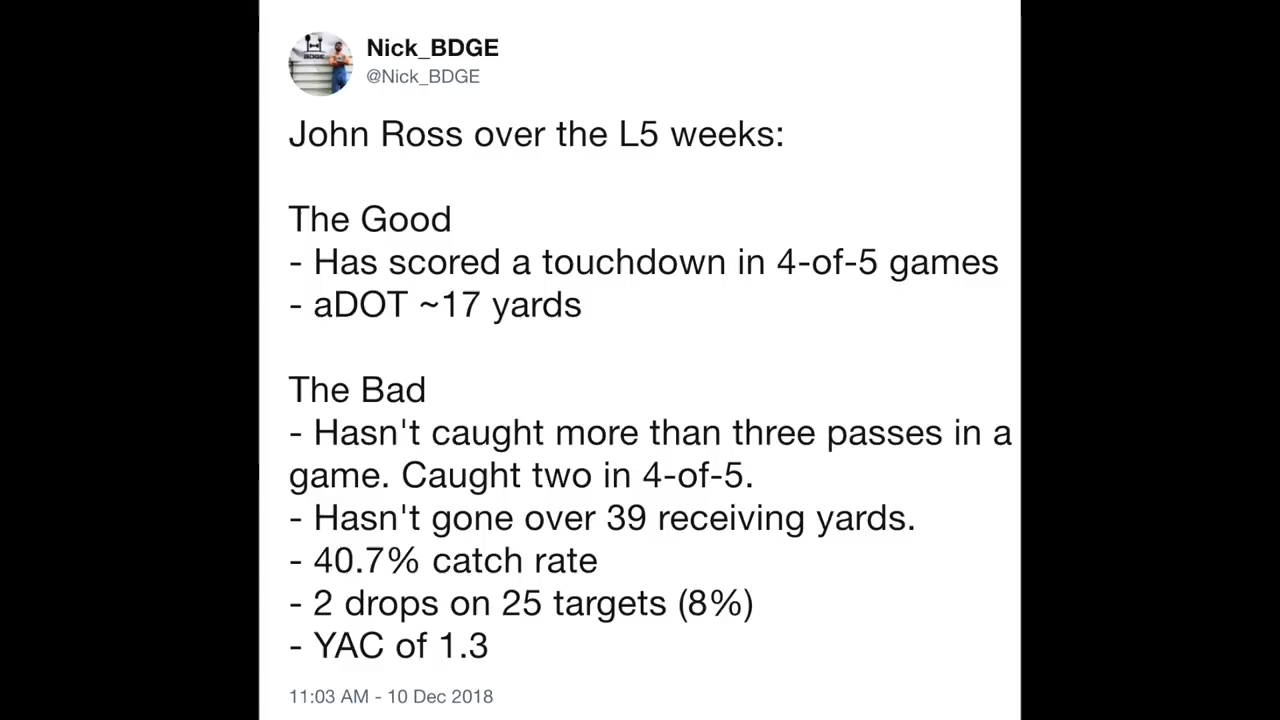 Nick_BDGE
@Nick_BDGE
John Ross over the L5 weeks:
The Good
- Has scored a touchdown in 4-of-5 games
- aDOT ~17 yards
The Bad
- Hasn't caught more than three passes in a
game. Caught two in 4-of-5.
- Hasn't gone over 39 receiving yards.
- 40.7% catch rate
- 2 drops on 25 targets (8%)
- YAC of 1.3
11:03 AM - 10 Dec 2018